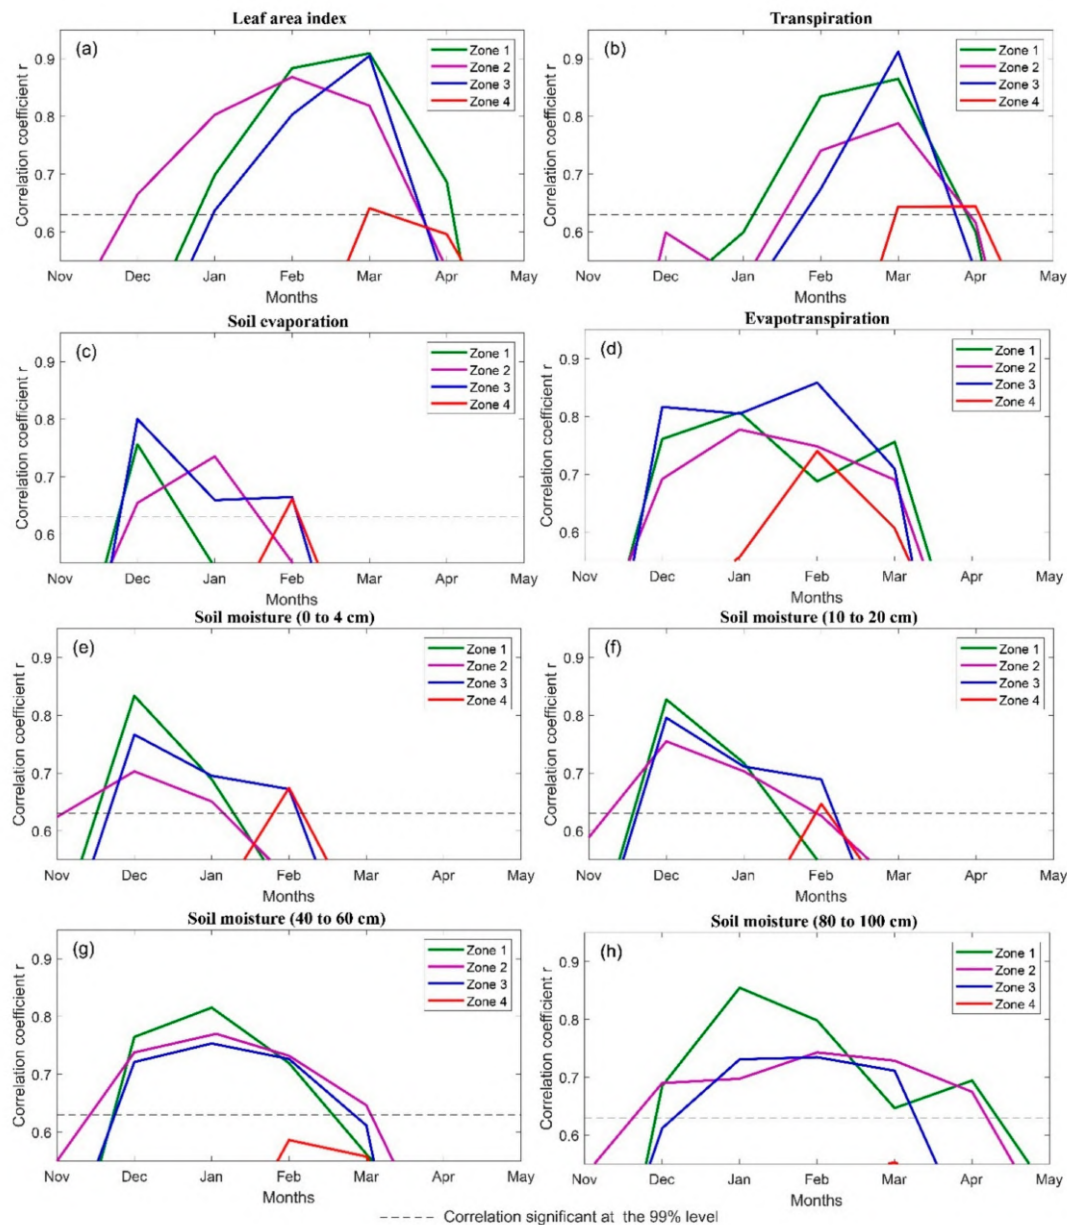 Leaf area index
(a)
Zone 1
Zone 2
Zone 3
Zone 4
Correlation coefficient r
0.9
0.8
0.7
0.6
Nov Dec Jan Feb Mar Apr May
Months
Transpiration
(b)
Zone 1
Zone 2
Zone 3
Zone 4
Correlation coefficient r
0.9
0.8
0.7
0.6
Nov Dec Jan Feb Mar Apr May
Months
Soil evaporation
(c)
Zone 1
Zone 2
Zone 3
Zone 4
Correlation coefficient r
0.9
0.8
0.7
0.6
Nov Dec Jan Feb Mar Apr May
Months
Evapotranspiration
(d)
Zone 1
Zone 2
Zone 3
Zone 4
Correlation coefficient r
0.9
0.8
0.7
0.6
Nov Dec Jan Feb Mar Apr May
Months
Soil moisture (0 to 4 cm)
(e)
Zone 1
Zone 2
Zone 3
Zone 4
Correlation coefficient r
0.9
0.8
0.7
0.6
Nov Dec Jan Feb Mar Apr May
Months
Soil moisture (10 to 20 cm)
(f)
Zone 1
Zone 2
Zone 3
Zone 4
Correlation coefficient r
0.9
0.8
0.7
0.6
Nov Dec Jan Feb Mar Apr May
Months
Soil moisture (40 to 60 cm)
(g)
Zone 1
Zone 2
Zone 3
Zone 4
Correlation coefficient r
0.9
0.8
0.7
0.6
Nov Dec Jan Feb Mar Apr May
Months
Soil moisture (80 to 100 cm)
(h)
Zone 1
Zone 2
Zone 3
Zone 4
Correlation coefficient r
0.9
0.8
0.7
0.6
Nov Dec Jan Feb Mar Apr May
Months
Correlation significant at the 99% level